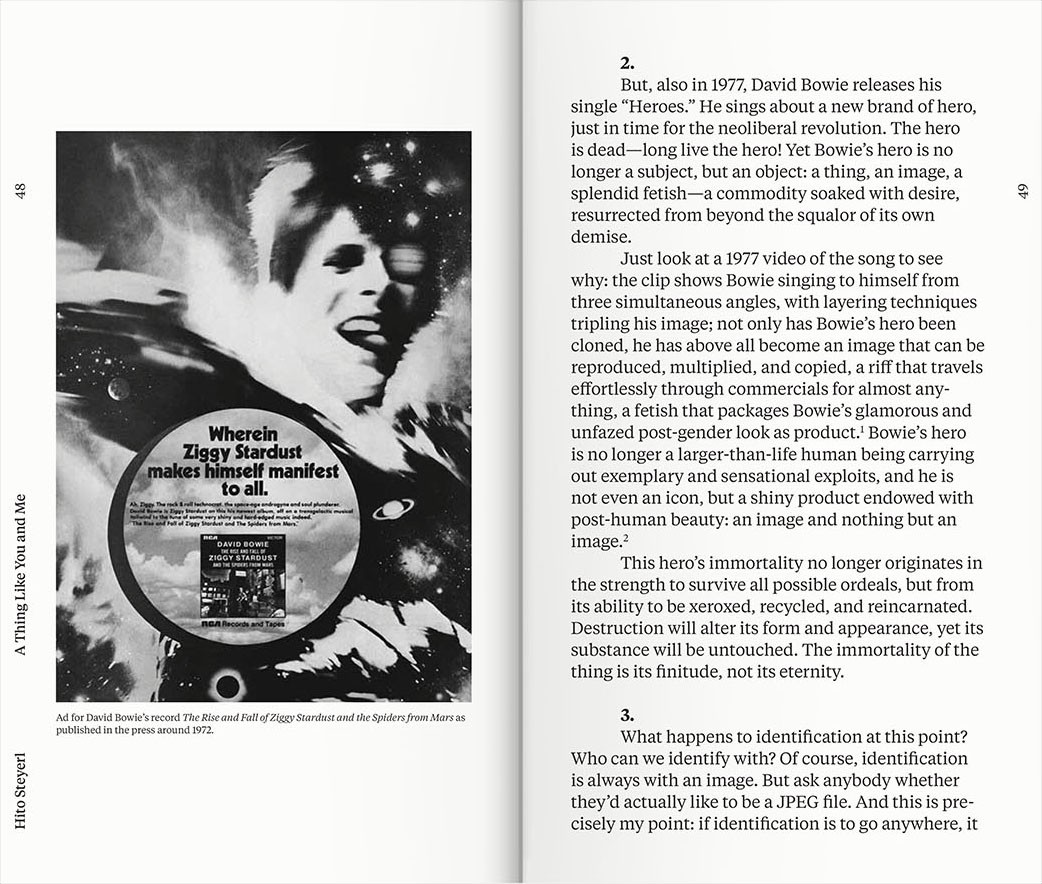 48
A Thing Like You and Me
Hito Steyerl
Wherein
Ziggy Stardust
makes himself manifest
to all.
Ah, Ziggy. The rock & roll technocrat, the space-age androgyne and soul plunderer.
David Bowie is Ziggy Stardust on this his newest album, off on a transgalactic musical
tailwind to the tune of some very shiny and hard-edged music indeed.
"The Rise and Fall of Ziggy Stardust and The Spiders from Mars."
RCA VICTOR
DAVID BOWIE
THE RISE AND FALL OF
ZIGGY STARDUST
AND THE SPIDERS FROM MARS
RCA Records and Tapes
Ad for David Bowie’s record The Rise and Fall of Ziggy Stardust and the Spiders from Mars as
published in the press around 1972.
2.
But, also in 1977, David Bowie releases his
single “Heroes.” He sings about a new brand of hero,
just in time for the neoliberal revolution. The hero
is dead—long live the hero! Yet Bowie’s hero is no
longer a subject, but an object: a thing, an image, a
splendid fetish—a commodity soaked with desire,
resurrected from beyond the squalor of its own
demise.
Just look at a 1977 video of the song to see
why: the clip shows Bowie singing to himself from
three simultaneous angles, with layering techniques
tripling his image; not only has Bowie’s hero been
cloned, he has above all become an image that can be
reproduced, multiplied, and copied, a riff that travels
effortlessly through commercials for almost any-
thing, a fetish that packages Bowie’s glamorous and
unfazed post-gender look as product.¹ Bowie’s hero
is no longer a larger-than-life human being carrying
out exemplary and sensational exploits, and he is
not even an icon, but a shiny product endowed with
post-human beauty: an image and nothing but an
image.²
This hero’s immortality no longer originates in
the strength to survive all possible ordeals, but from
its ability to be xeroxed, recycled, and reincarnated.
Destruction will alter its form and appearance, yet its
substance will be untouched. The immortality of the
thing is its finitude, not its eternity.
3.
What happens to identification at this point?
Who can we identify with? Of course, identification
is always with an image. But ask anybody whether
they’d actually like to be a JPEG file. And this is pre-
cisely my point: if identification is to go anywhere, it
49